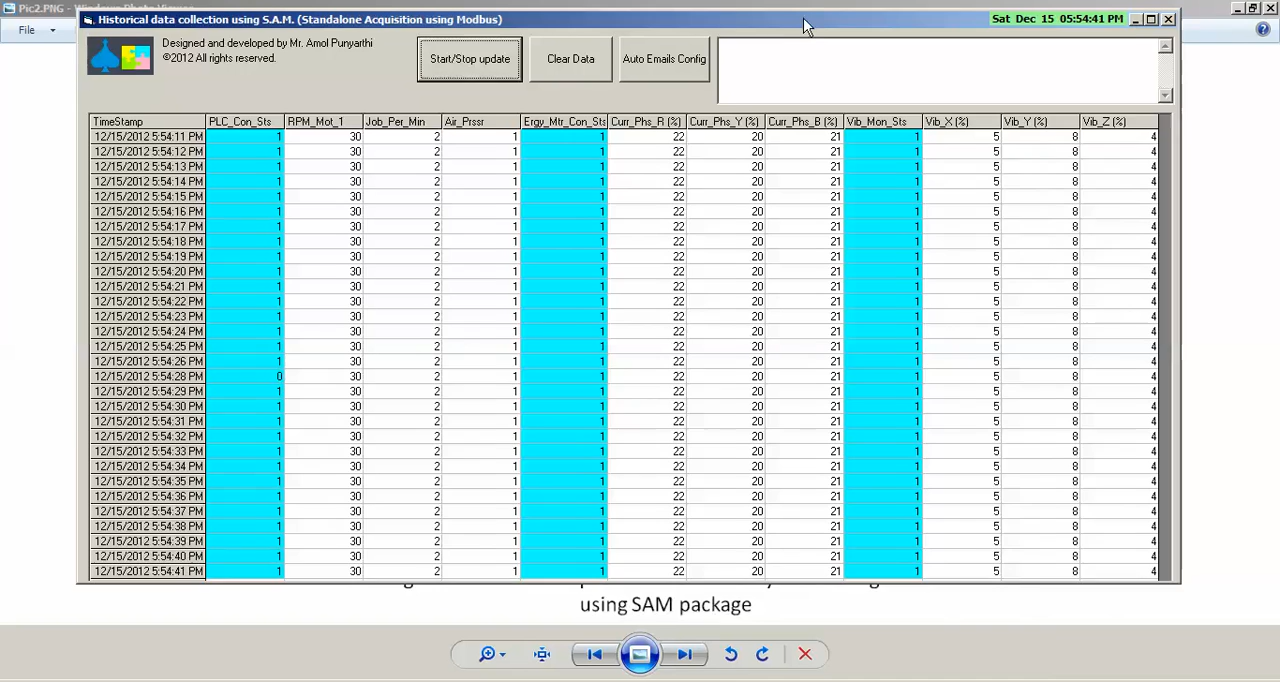 Pic2.PNG - Windows Photo Viewer
File
Historical data collection using S.A.M. (Standalone Acquisition using Modbus)
Sat Dec 15 05:54:41 PM
Designed and developed by Mr. Amol Punyarthi
©2012 All rights reserved.
Start/Stop update
Clear Data
Auto Emails Config
TimeStamp PLC_Con_Sts RPM_Mot_1 Job_Per_Min Air_Prssr Ergy_Mtr_Con_Sts Curr_Phs_R (%) Curr_Phs_Y (%) Curr_Phs_B (%) Vib_Mon_Sts Vib_X (%) Vib_Y (%) Vib_Z (%)
12/15/2012 5:54:11 PM 1 30 2 1 1 22 20 21 1 5 8 4
12/15/2012 5:54:12 PM 1 30 2 1 1 22 20 21 1 5 8 4
12/15/2012 5:54:13 PM 1 30 2 1 1 22 20 21 1 5 8 4
12/15/2012 5:54:14 PM 1 30 2 1 1 22 20 21 1 5 8 4
12/15/2012 5:54:15 PM 1 30 2 1 1 22 20 21 1 5 8 4
12/15/2012 5:54:16 PM 1 30 2 1 1 22 20 21 1 5 8 4
12/15/2012 5:54:17 PM 1 30 2 1 1 22 20 21 1 5 8 4
12/15/2012 5:54:18 PM 1 30 2 1 1 22 20 21 1 5 8 4
12/15/2012 5:54:19 PM 1 30 2 1 1 22 20 21 1 5 8 4
12/15/2012 5:54:20 PM 1 30 2 1 1 22 20 21 1 5 8 4
12/15/2012 5:54:21 PM 1 30 2 1 1 22 20 21 1 5 8 4
12/15/2012 5:54:22 PM 1 30 2 1 1 22 20 21 1 5 8 4
12/15/2012 5:54:23 PM 1 30 2 1 1 22 20 21 1 5 8 4
12/15/2012 5:54:24 PM 1 30 2 1 1 22 20 21 1 5 8 4
12/15/2012 5:54:25 PM 1 30 2 1 1 22 20 21 1 5 8 4
12/15/2012 5:54:26 PM 1 30 2 1 1 22 20 21 1 5 8 4
12/15/2012 5:54:28 PM 0 30 2 1 1 22 20 21 1 5 8 4
12/15/2012 5:54:29 PM 1 30 2 1 1 22 20 21 1 5 8 4
12/15/2012 5:54:30 PM 1 30 2 1 1 22 20 21 1 5 8 4
12/15/2012 5:54:31 PM 1 30 2 1 1 22 20 21 1 5 8 4
12/15/2012 5:54:32 PM 1 30 2 1 1 22 20 21 1 5 8 4
12/15/2012 5:54:33 PM 1 30 2 1 1 22 20 21 1 5 8 4
12/15/2012 5:54:34 PM 1 30 2 1 1 22 20 21 1 5 8 4
12/15/2012 5:54:35 PM 1 30 2 1 1 22 20 21 1 5 8 4
12/15/2012 5:54:36 PM 1 30 2 1 1 22 20 21 1 5 8 4
12/15/2012 5:54:37 PM 1 30 2 1 1 22 20 21 1 5 8 4
12/15/2012 5:54:38 PM 1 30 2 1 1 22 20 21 1 5 8 4
12/15/2012 5:54:39 PM 1 30 2 1 1 22 20 21 1 5 8 4
12/15/2012 5:54:40 PM 1 30 2 1 1 22 20 21 1 5 8 4
12/15/2012 5:54:41 PM 1 30 2 1 1 22 20 21 1 5 8 4
using SAM package